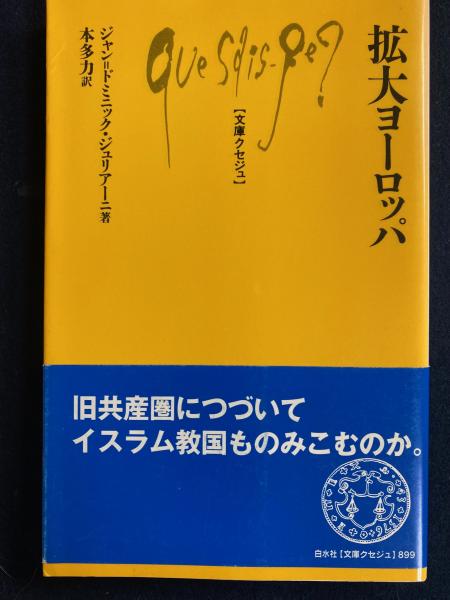 拡大ヨーロッパ
Que sais-je?
【文庫クセジュ】
ジャン=ドミニック・ジュリアーニ著
本多力訳
旧共産圏につづいて
イスラム教国ものみこむのか。
白水社【文庫クセジュ】899